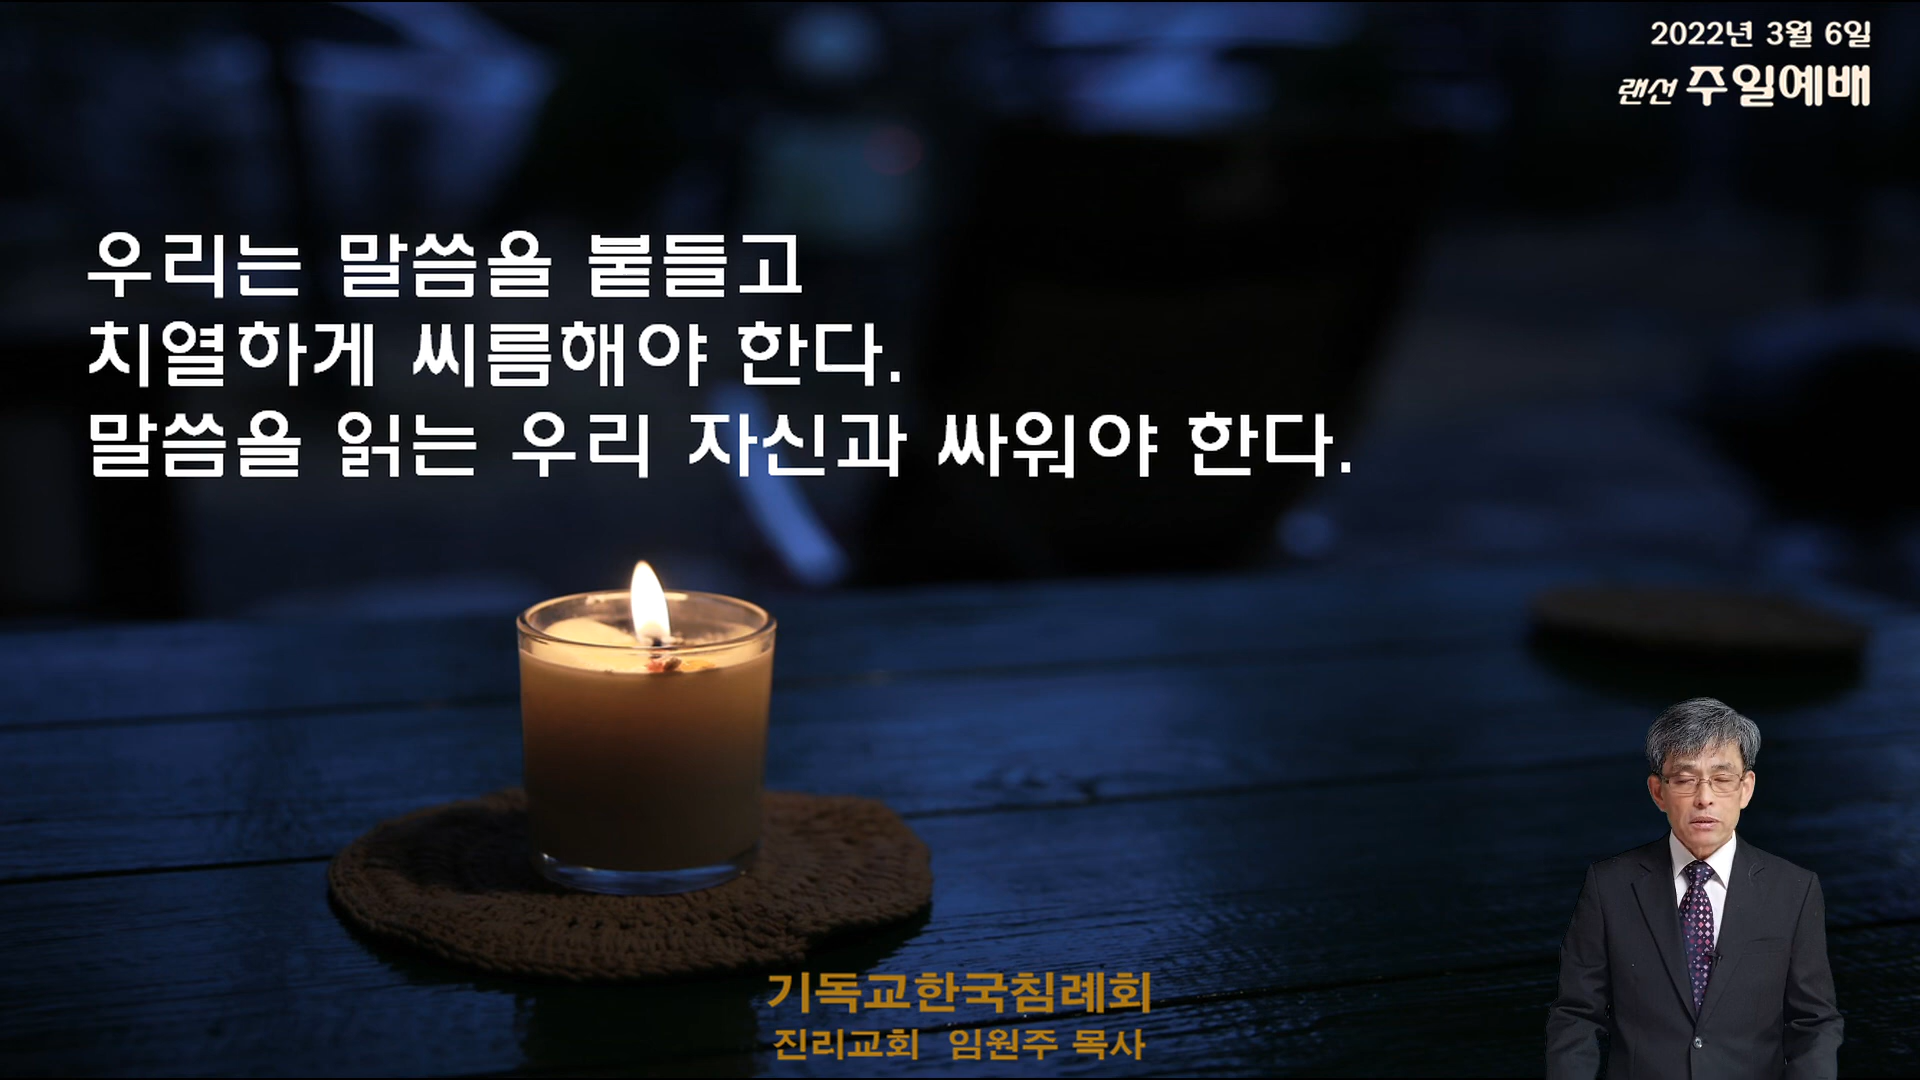 2022년 3월 6일
랜선 주일예배
우리는 말씀을 붙들고
치열하게 씨름해야 한다.
말씀을 읽는 우리 자신과 싸워야 한다.
기독교한국침례회
진리교회 임원주 목사